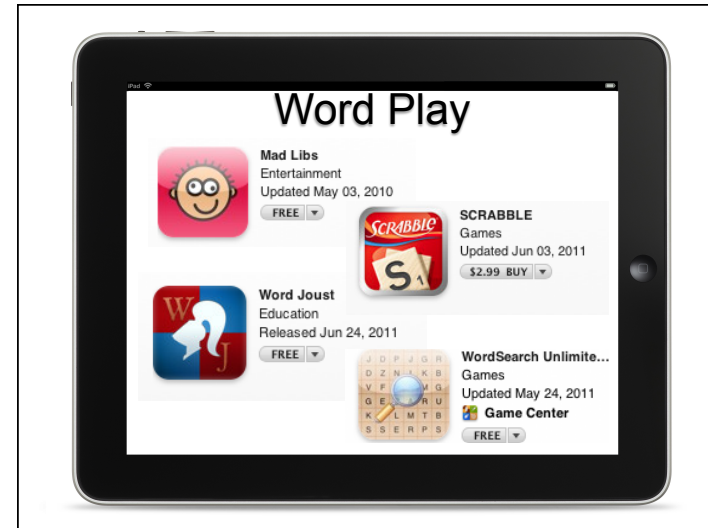 iPad
Word Play
Mad Libs
Entertainment
Updated May 03, 2010
FREE
SCRABBLE
SCRABBLE
Games
Updated Jun 03, 2011
S1
$2.99 BUY
Word Joust
W
Education
Released Jun 24, 2011
J
FREE
WordSearch Unlimite...
J D P J G R
Games
D Z N K B
Updated May 24, 2011
V F M G
G E R U
Game Center
K L M T B
S S E R P S
FREE